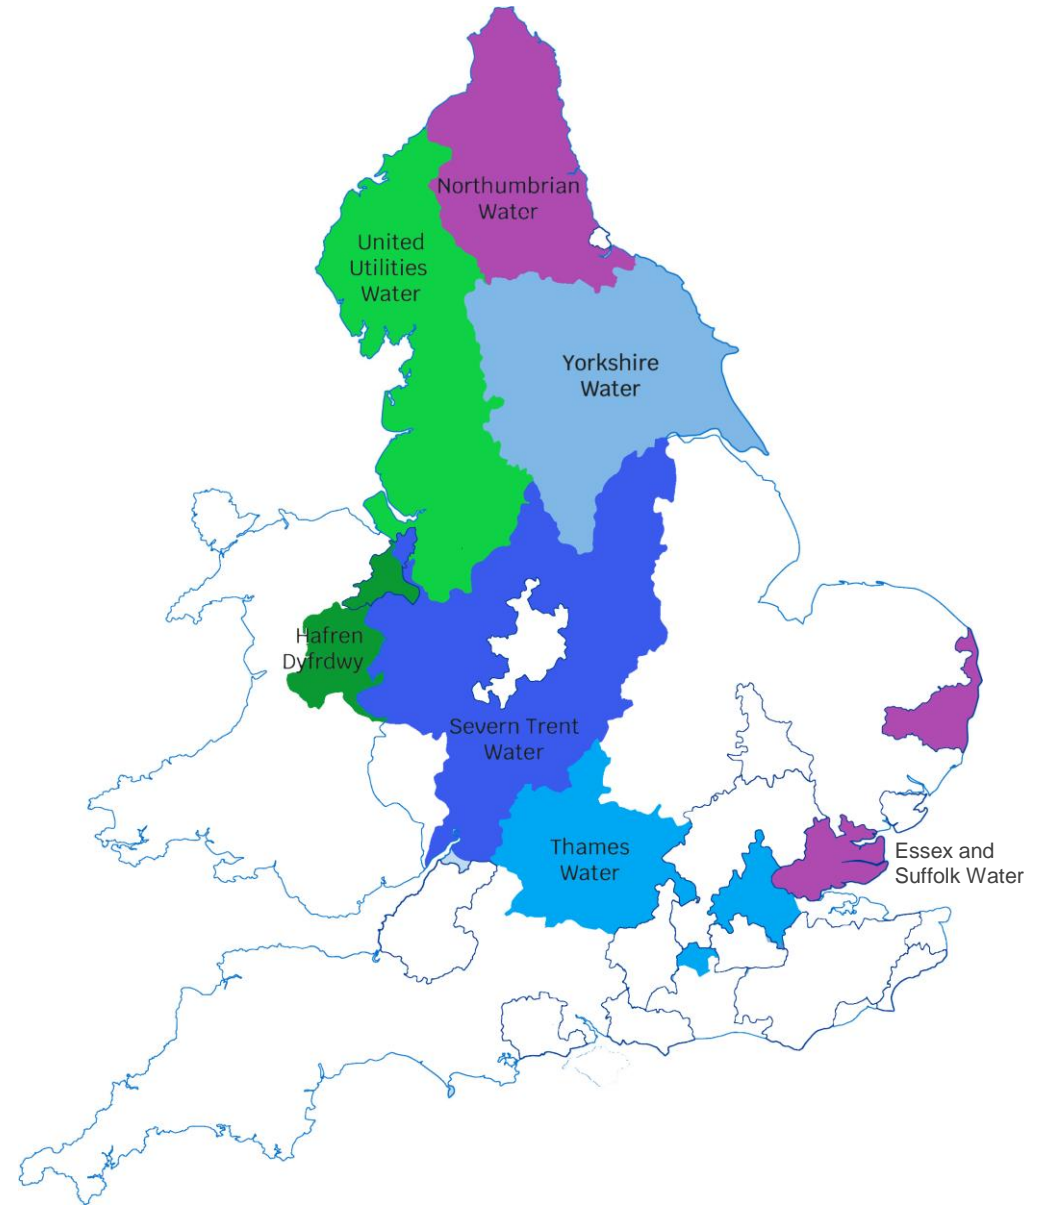 Northumbrian
Water
United
Utilities
Water
Yorkshire
Water
Hafren
Dyfrdwy
Severn Trent
Water
Thames
Water
Essex and
Suffolk Water